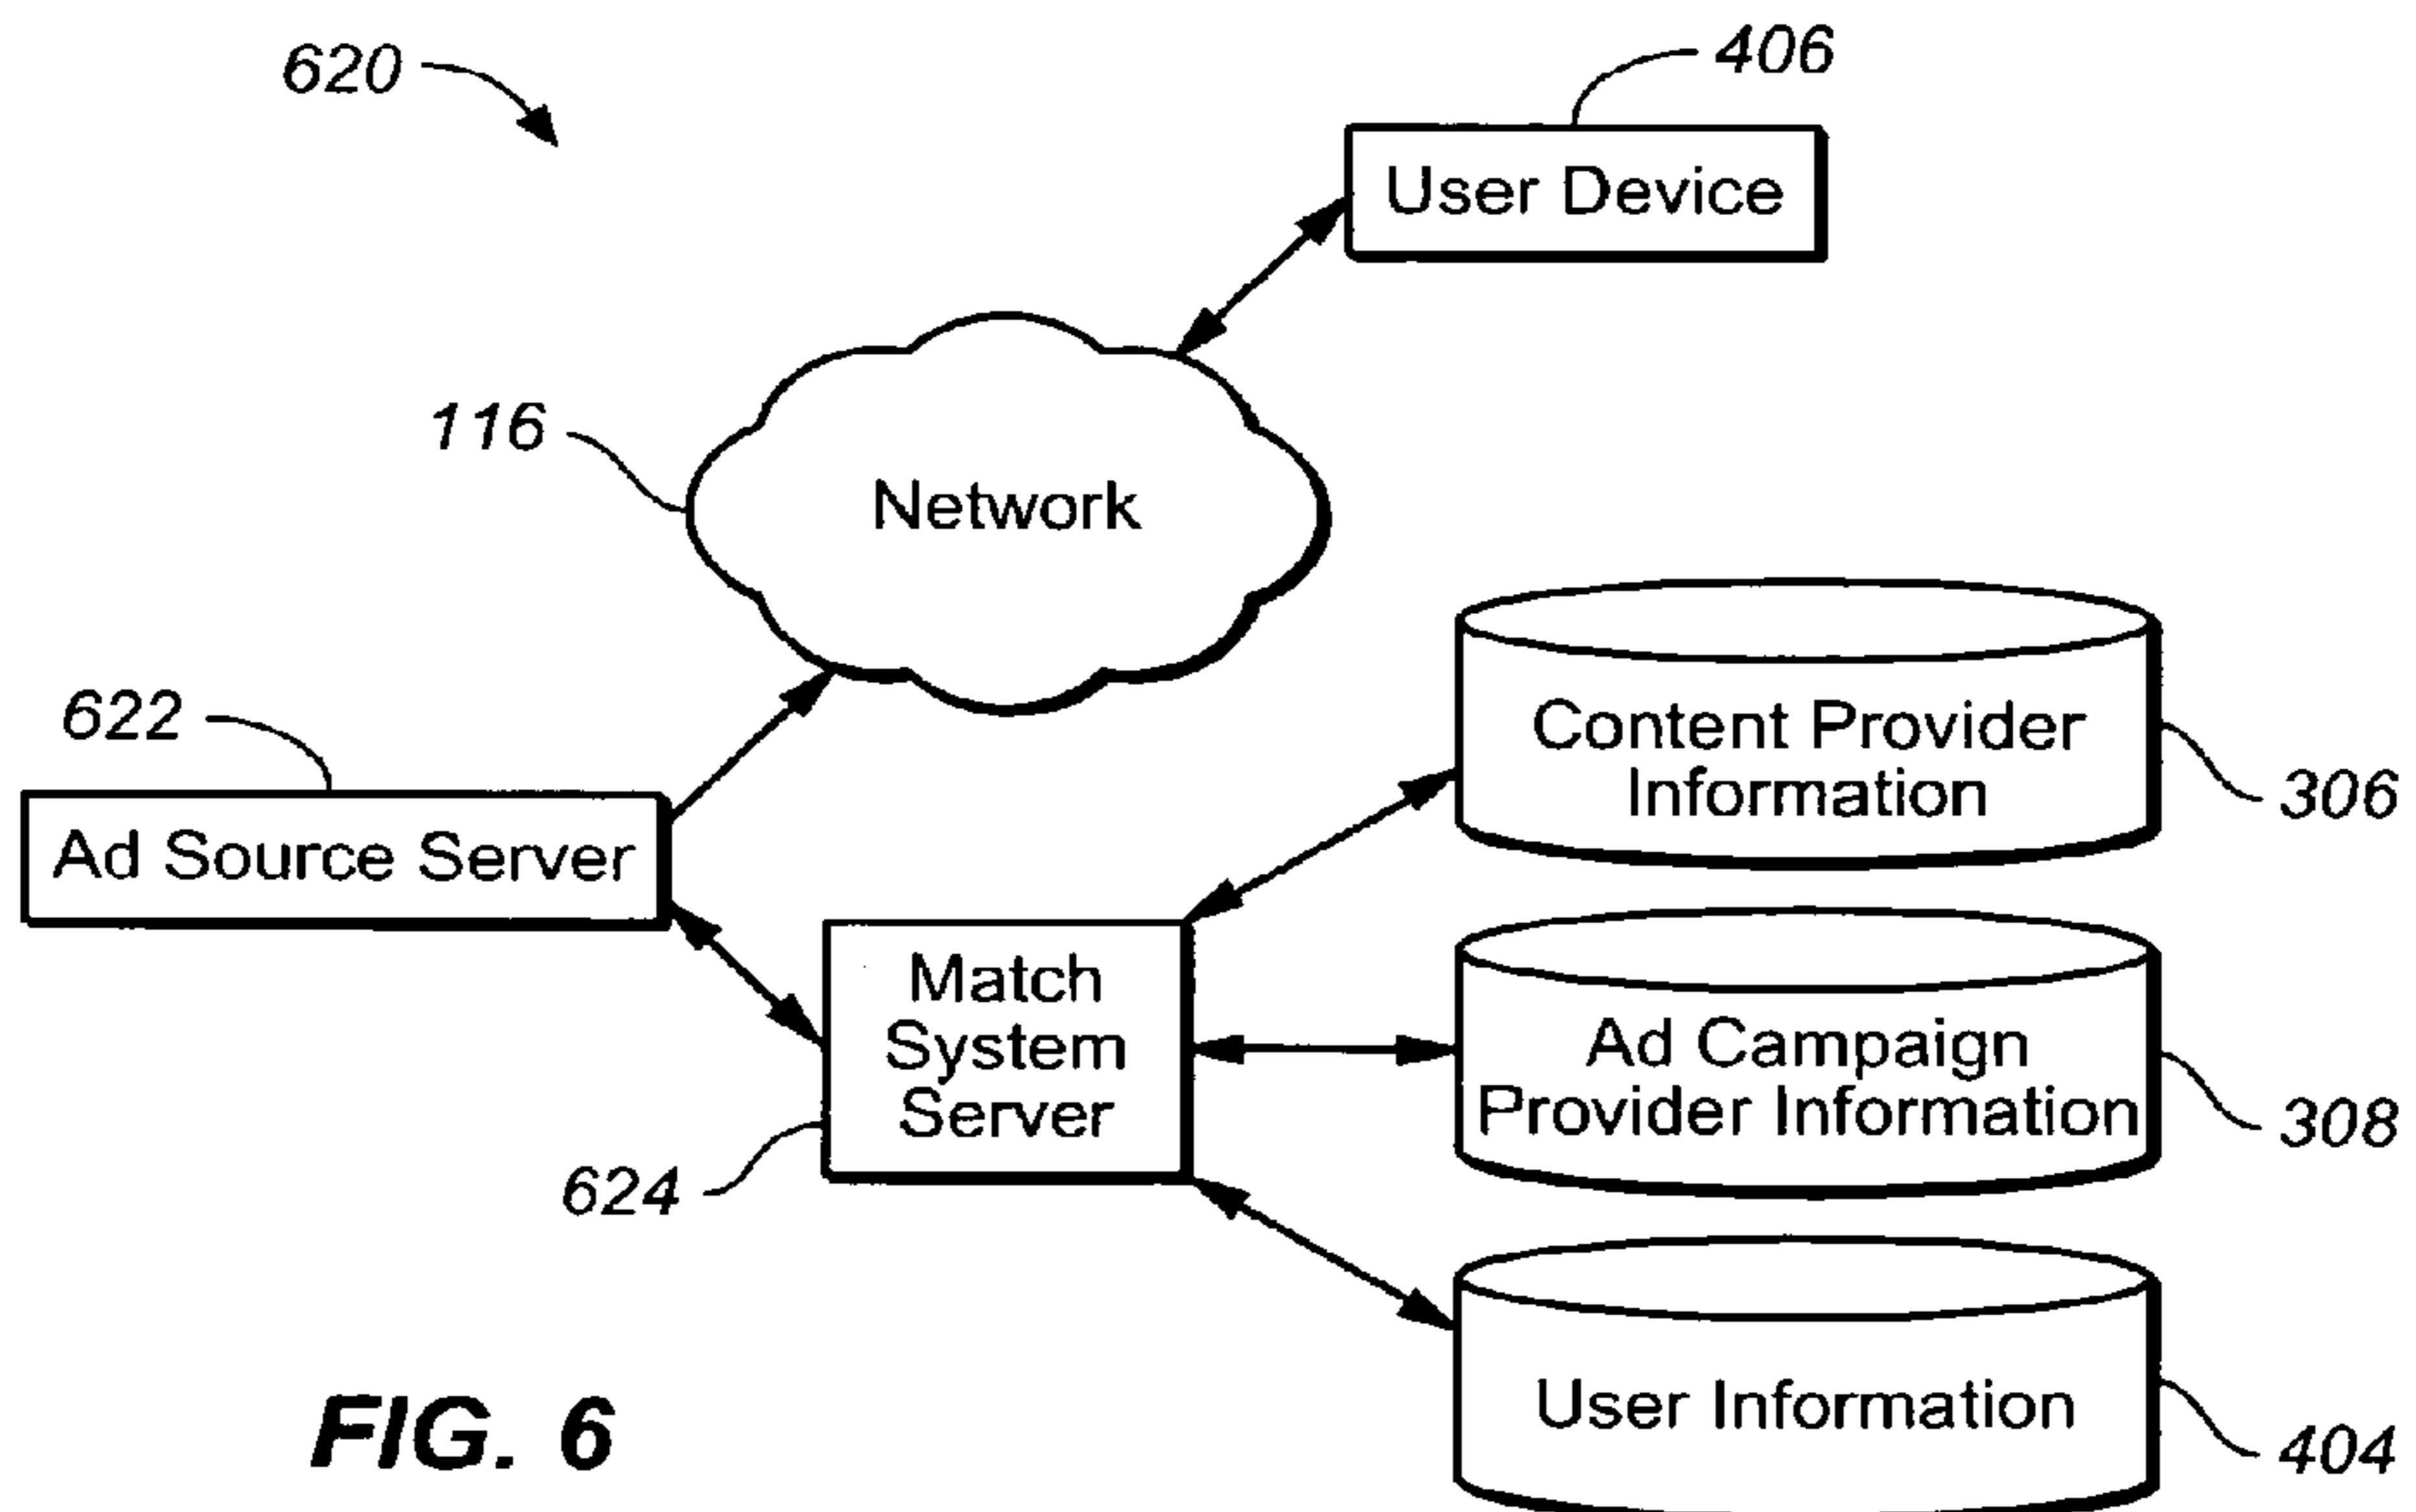 620
406
User Device
116
Network
622
Ad Source Server
Content Provider
Information
306
Match
System
Server
624
Ad Campaign
Provider Information
308
User Information
404
FIG. 6